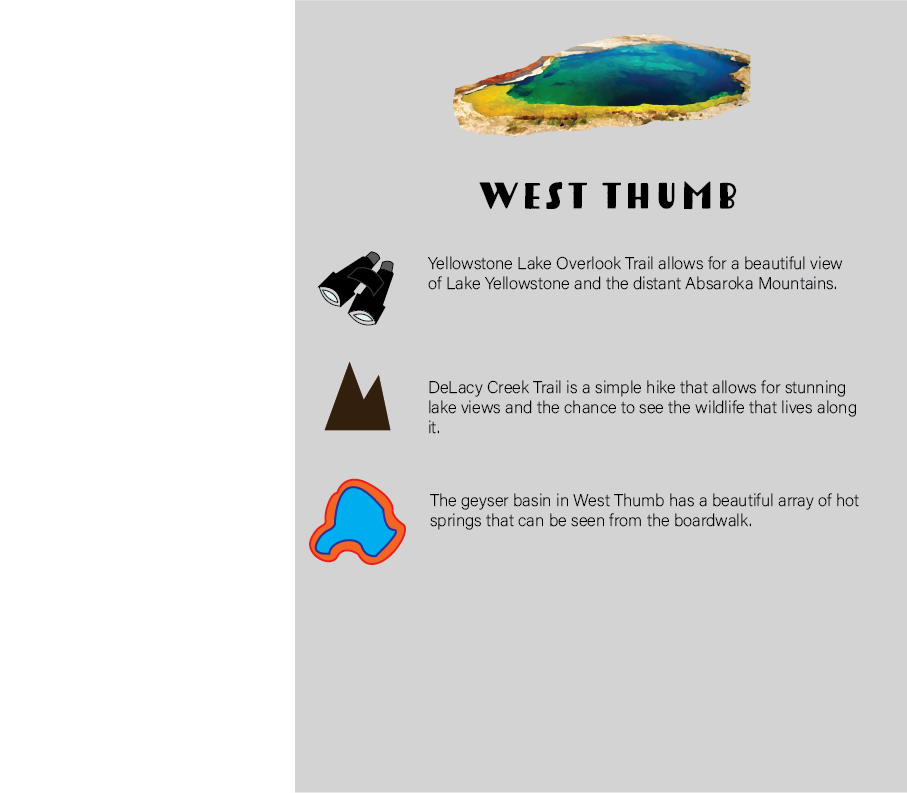 WEST THUMB
Yellowstone Lake Overlook Trail allows for a beautiful view
of Lake Yellowstone and the distant Absaroka Mountains.
DeLacy Creek Trail is a simple hike that allows for stunning
lake views and the chance to see the wildlife that lives along
it.
The geyser basin in West Thumb has a beautiful array of hot
springs that can be seen from the boardwalk.